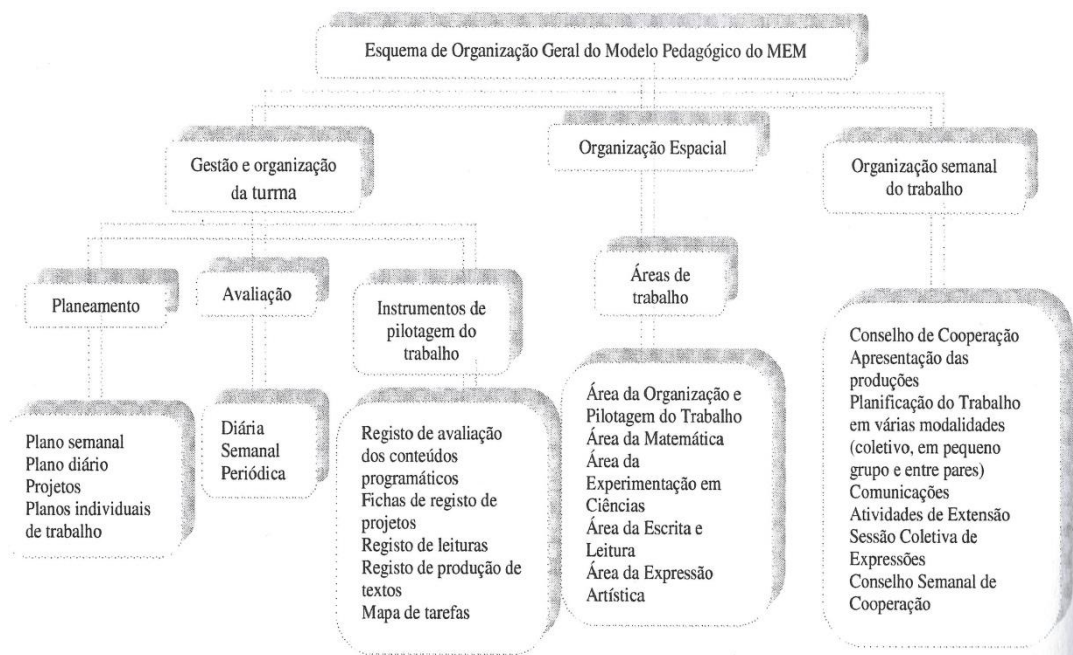 Esquema de Organização Geral do Modelo Pedagógico do MEM
Gestão e organização
da turma
Organização Espacial
Organização semanal
do trabalho
Planeamento
Avaliação
Instrumentos de
pilotagem do
trabalho
Áreas de
trabalho
Plano semanal
Plano diário
Projetos
Planos individuais
de trabalho
Diária
Semanal
Periódica
Registo de avaliação
dos conteúdos
programáticos
Fichas de registo de
projetos
Registo de leituras
Registo de produção de
textos
Mapa de tarefas
Área da Organização e
Pilotagem do Trabalho
Área da Matemática
Área da
Experimentação em
Ciências
Área da Escrita e
Leitura
Área da Expressão
Artística
Conselho de Cooperação
Apresentação das
produções
Planificação do Trabalho
em várias modalidades
(coletivo, em pequeno
grupo e entre pares)
Comunicações
Atividades de Extensão
Sessão Coletiva de
Expressões
Conselho Semanal de
Cooperação